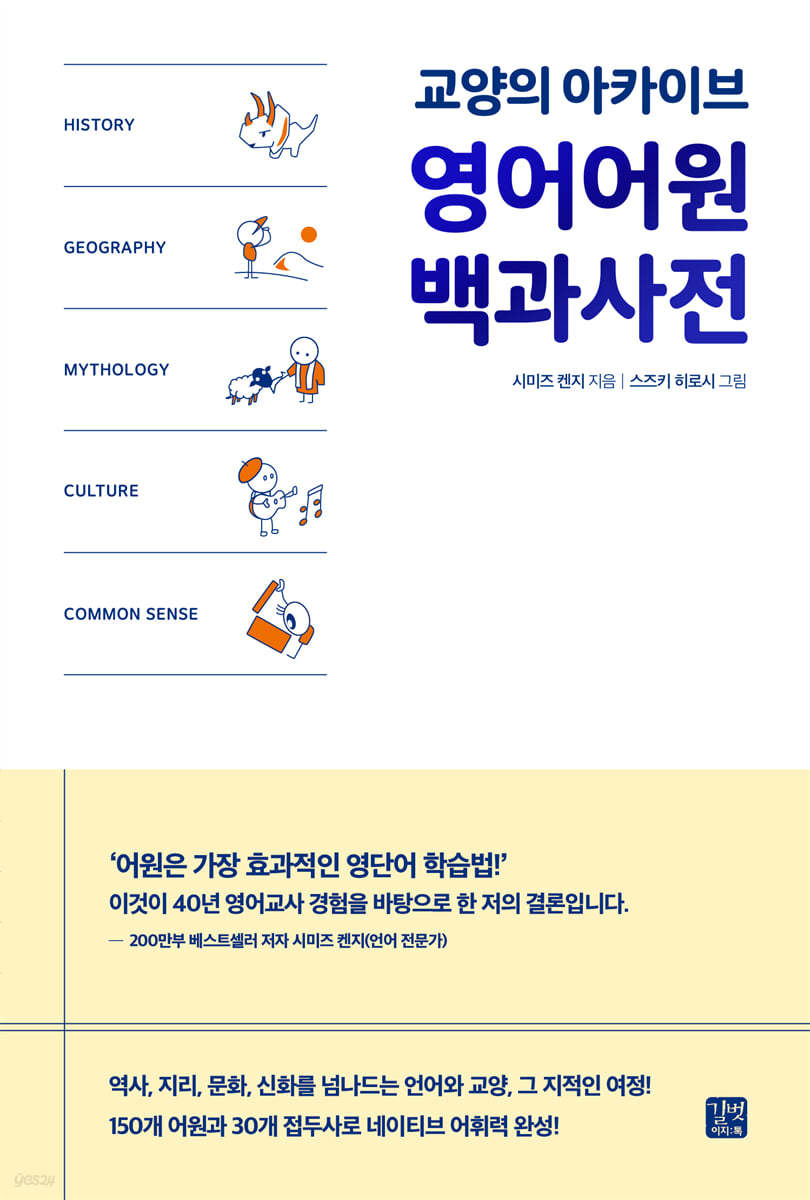 교양의 아카이브
영어어원
백과사전
시미즈 켄지 지음 | 스즈키 히로시 그림
HISTORY
GEOGRAPHY
MYTHOLOGY
CULTURE
COMMON SENSE
‘어원은 가장 효과적인 영단어 학습법!’
이것이 40년 영어교사 경험을 바탕으로 한 저의 결론입니다.
— 200만부 베스트셀러 저자 시미즈 켄지(언어 전문가)
역사, 지리, 문화, 신화를 넘나드는 언어와 교양, 그 지적인 여정!
150개 어원과 30개 접두사로 네이티브 어휘력 완성!
길벗
이지:톡
yes24